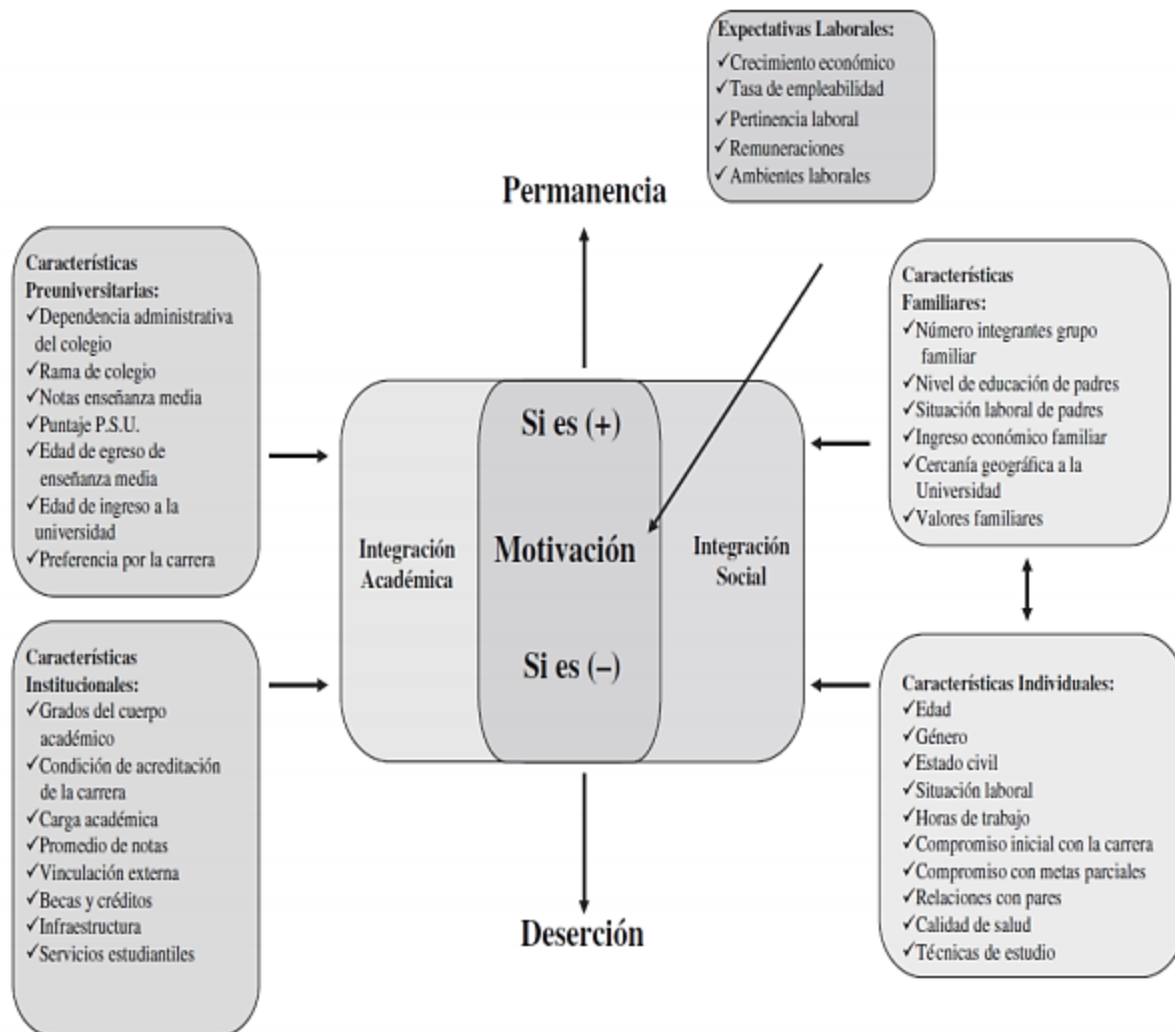 Expectativas Laborales:
✓Crecimiento económico
✓Tasa de empleabilidad
✓Pertinencia laboral
✓Remuneraciones
✓Ambientes laborales
Permanencia
Características
Preuniversitarias:
✓Dependencia administrativa
del colegio
✓Rama de colegio
✓Notas enseñanza media
✓Puntaje P.S.U.
✓Edad de egreso de
enseñanza media
✓Edad de ingreso a la
universidad
✓Preferencia por la carrera
Características
Institucionales:
✓Grados del cuerpo
académico
✓Condición de acreditación
de la carrera
✓Carga académica
✓Promedio de notas
✓Vinculación externa
✓Becas y créditos
✓Infraestructura
✓Servicios estudiantiles
Integración
Académica
Si es (+)
Motivación
Si es (–)
Integración
Social
Características
Familiares:
✓Número integrantes grupo
familiar
✓Nivel de educación de padres
✓Situación laboral de padres
✓Ingreso económico familiar
✓Cercanía geográfica a la
Universidad
✓Valores familiares
Características Individuales:
✓Edad
✓Género
✓Estado civil
✓Situación laboral
✓Horas de trabajo
✓Compromiso inicial con la carrera
✓Compromiso con metas parciales
✓Relaciones con pares
✓Calidad de salud
✓Técnicas de estudio
Deserción